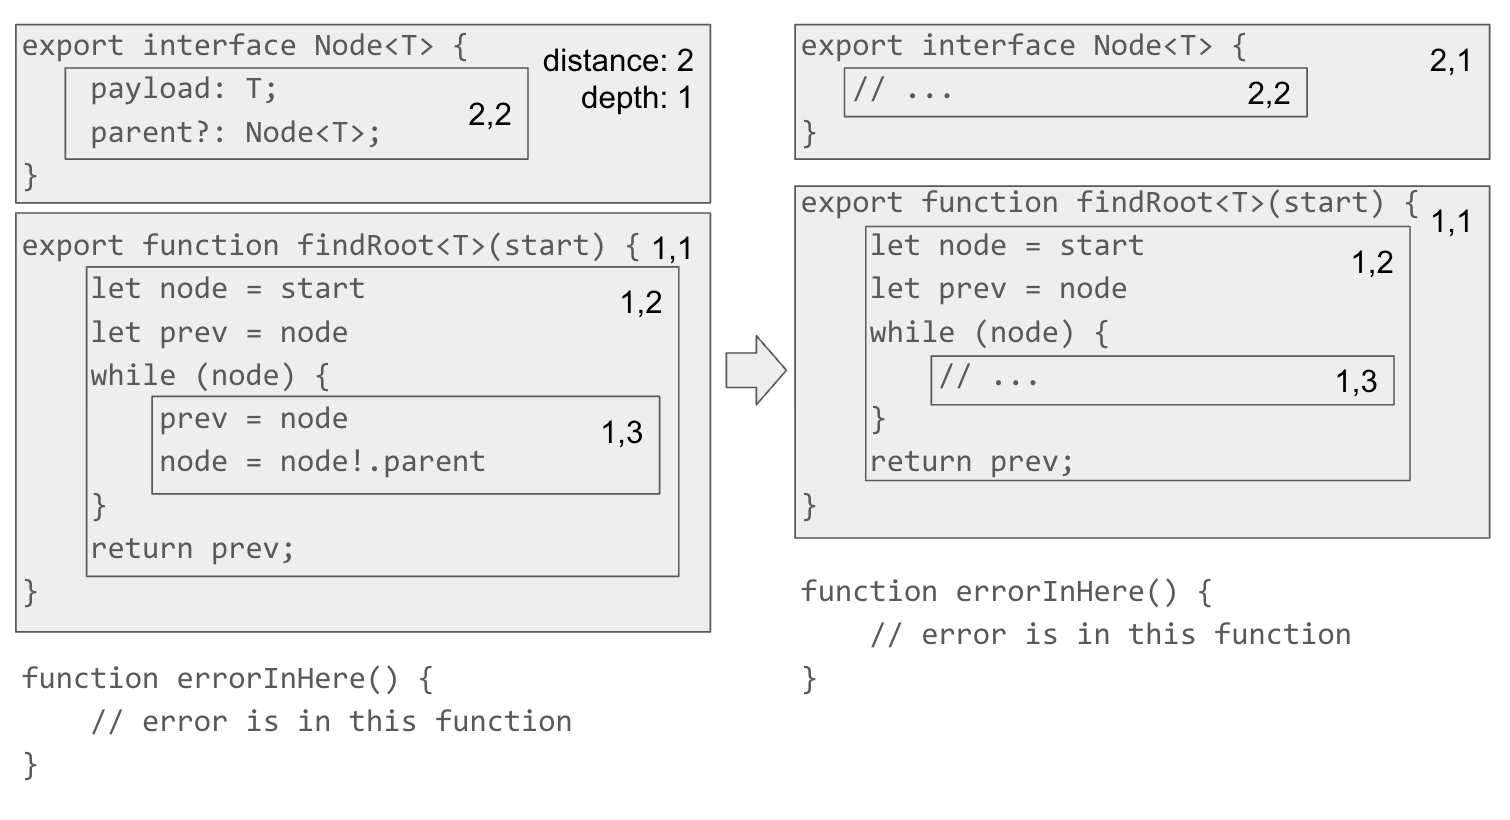 export interface Node<T> {
distance: 2
payload: T;
depth: 1
2,2
parent?: Node<T>;
}
export function findRoot<T>(start) { 1,1
let node = start
1,2
let prev = node
while (node) {
prev = node
1,3
node = node!.parent
}
return prev;
}
function errorInHere() {
// error is in this function
}
export interface Node<T> {
2,1
// ...
2,2
}
export function findRoot<T>(start) {
1,1
let node = start
1,2
let prev = node
while (node) {
// ...
1,3
}
return prev;
}
function errorInHere() {
// error is in this function
}